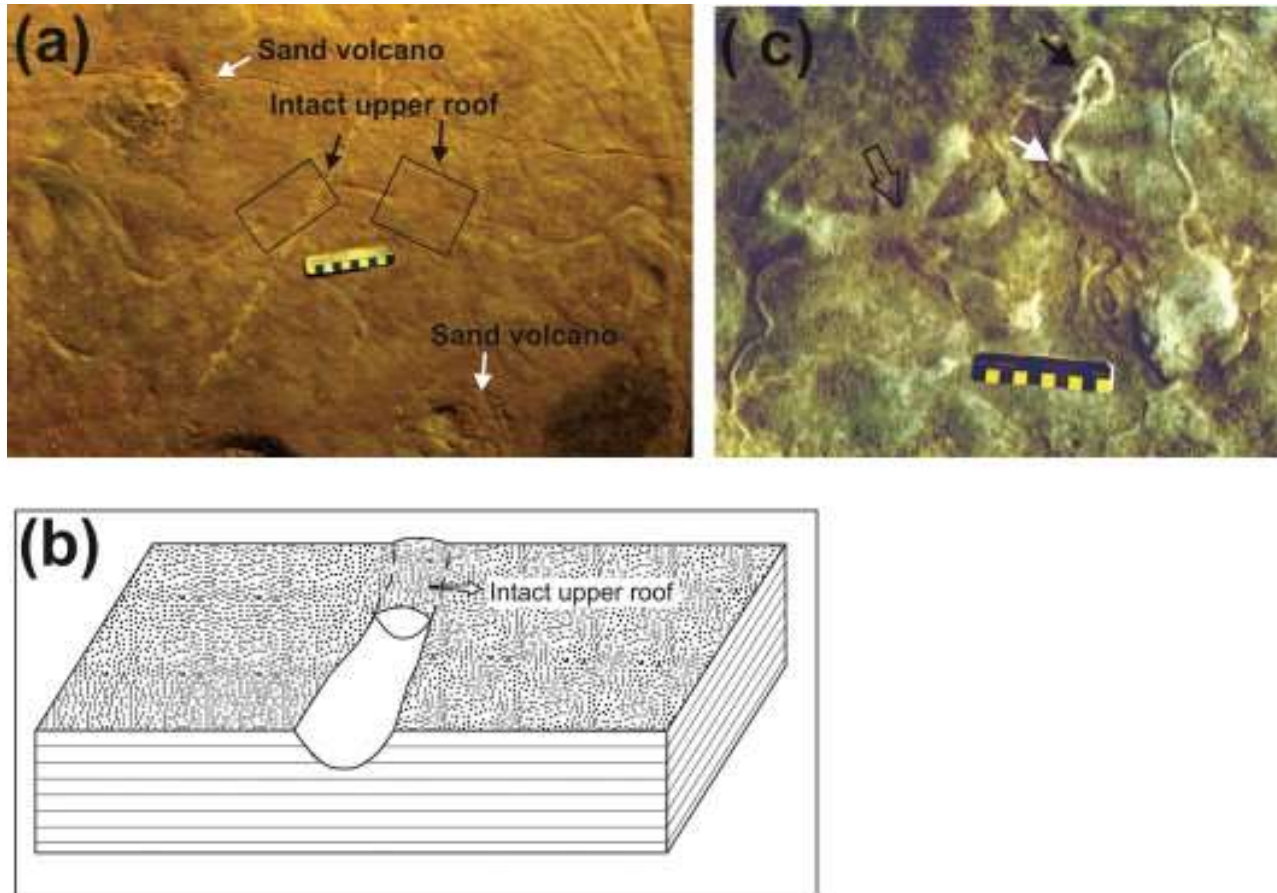 (a)
Sand volcano
Intact upper roof
Sand volcano
( c)
(b)
Intact upper roof